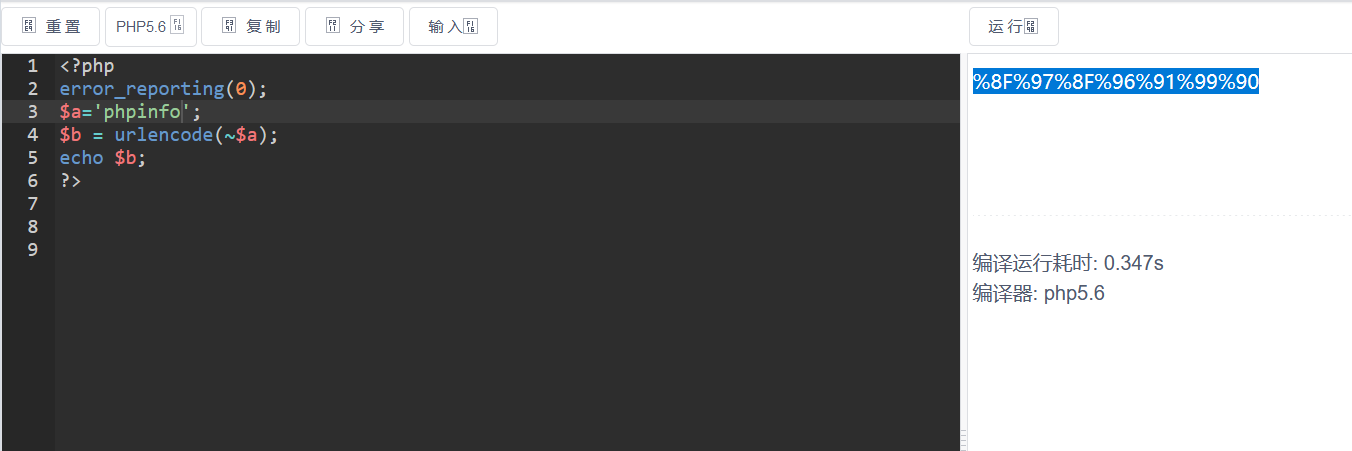 重置 PHP5.6 复制 分享 输入 运行
1 <?php
2 error_reporting(0);
3 $a='phpinfo';
4 $b = urlencode(~$a);
5 echo $b;
6 ?>
7
8
9
%8F%97%8F%96%91%99%90
编译运行耗时: 0.347s
编译器: php5.6